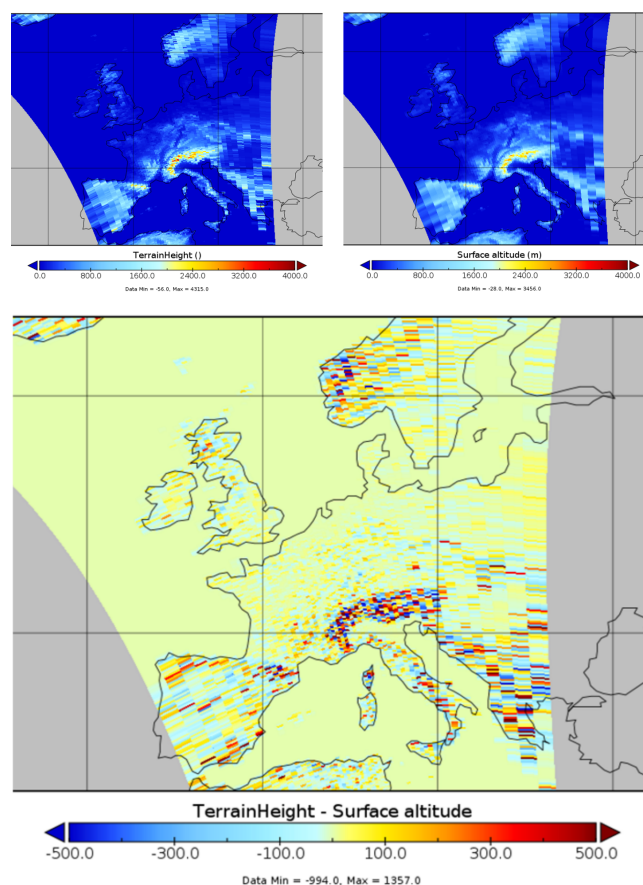 TerrainHeight ()
0.0 800.0 1600.0 2400.0 3200.0 4000.0
Data Min = -56.0, Max = 4315.0
Surface altitude (m)
0.0 800.0 1600.0 2400.0 3200.0 4000.0
Data Min = -28.0, Max = 3456.0
TerrainHeight - Surface altitude
-500.0 -300.0 -100.0 100.0 300.0 500.0
Data Min = -994.0, Max = 1357.0